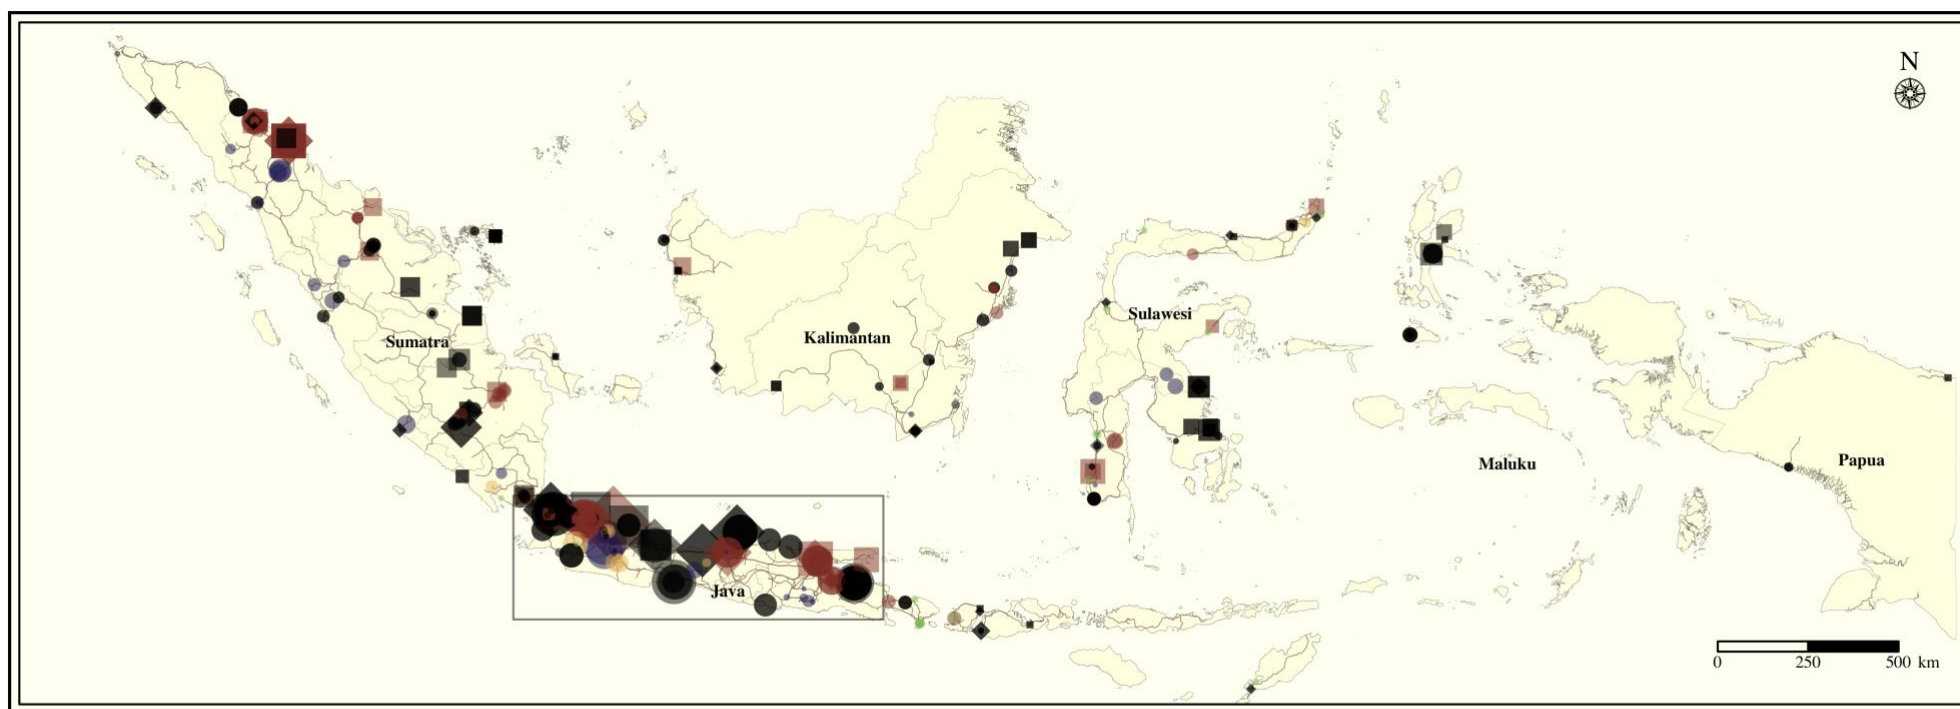 N
Sulawesi
Kalimantan
Sumatra
Papua
Maluku
Java
0 250 500 km